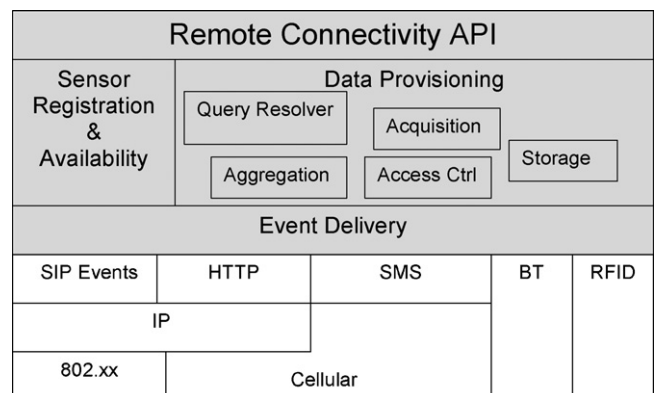 Remote Connectivity API
Sensor
Registration
&
Availability
Data Provisioning
Query Resolver
Acquisition
Storage
Aggregation
Access Ctrl
Event Delivery
SIP Events
HTTP
SMS
BT
RFID
IP
802.xx
Cellular